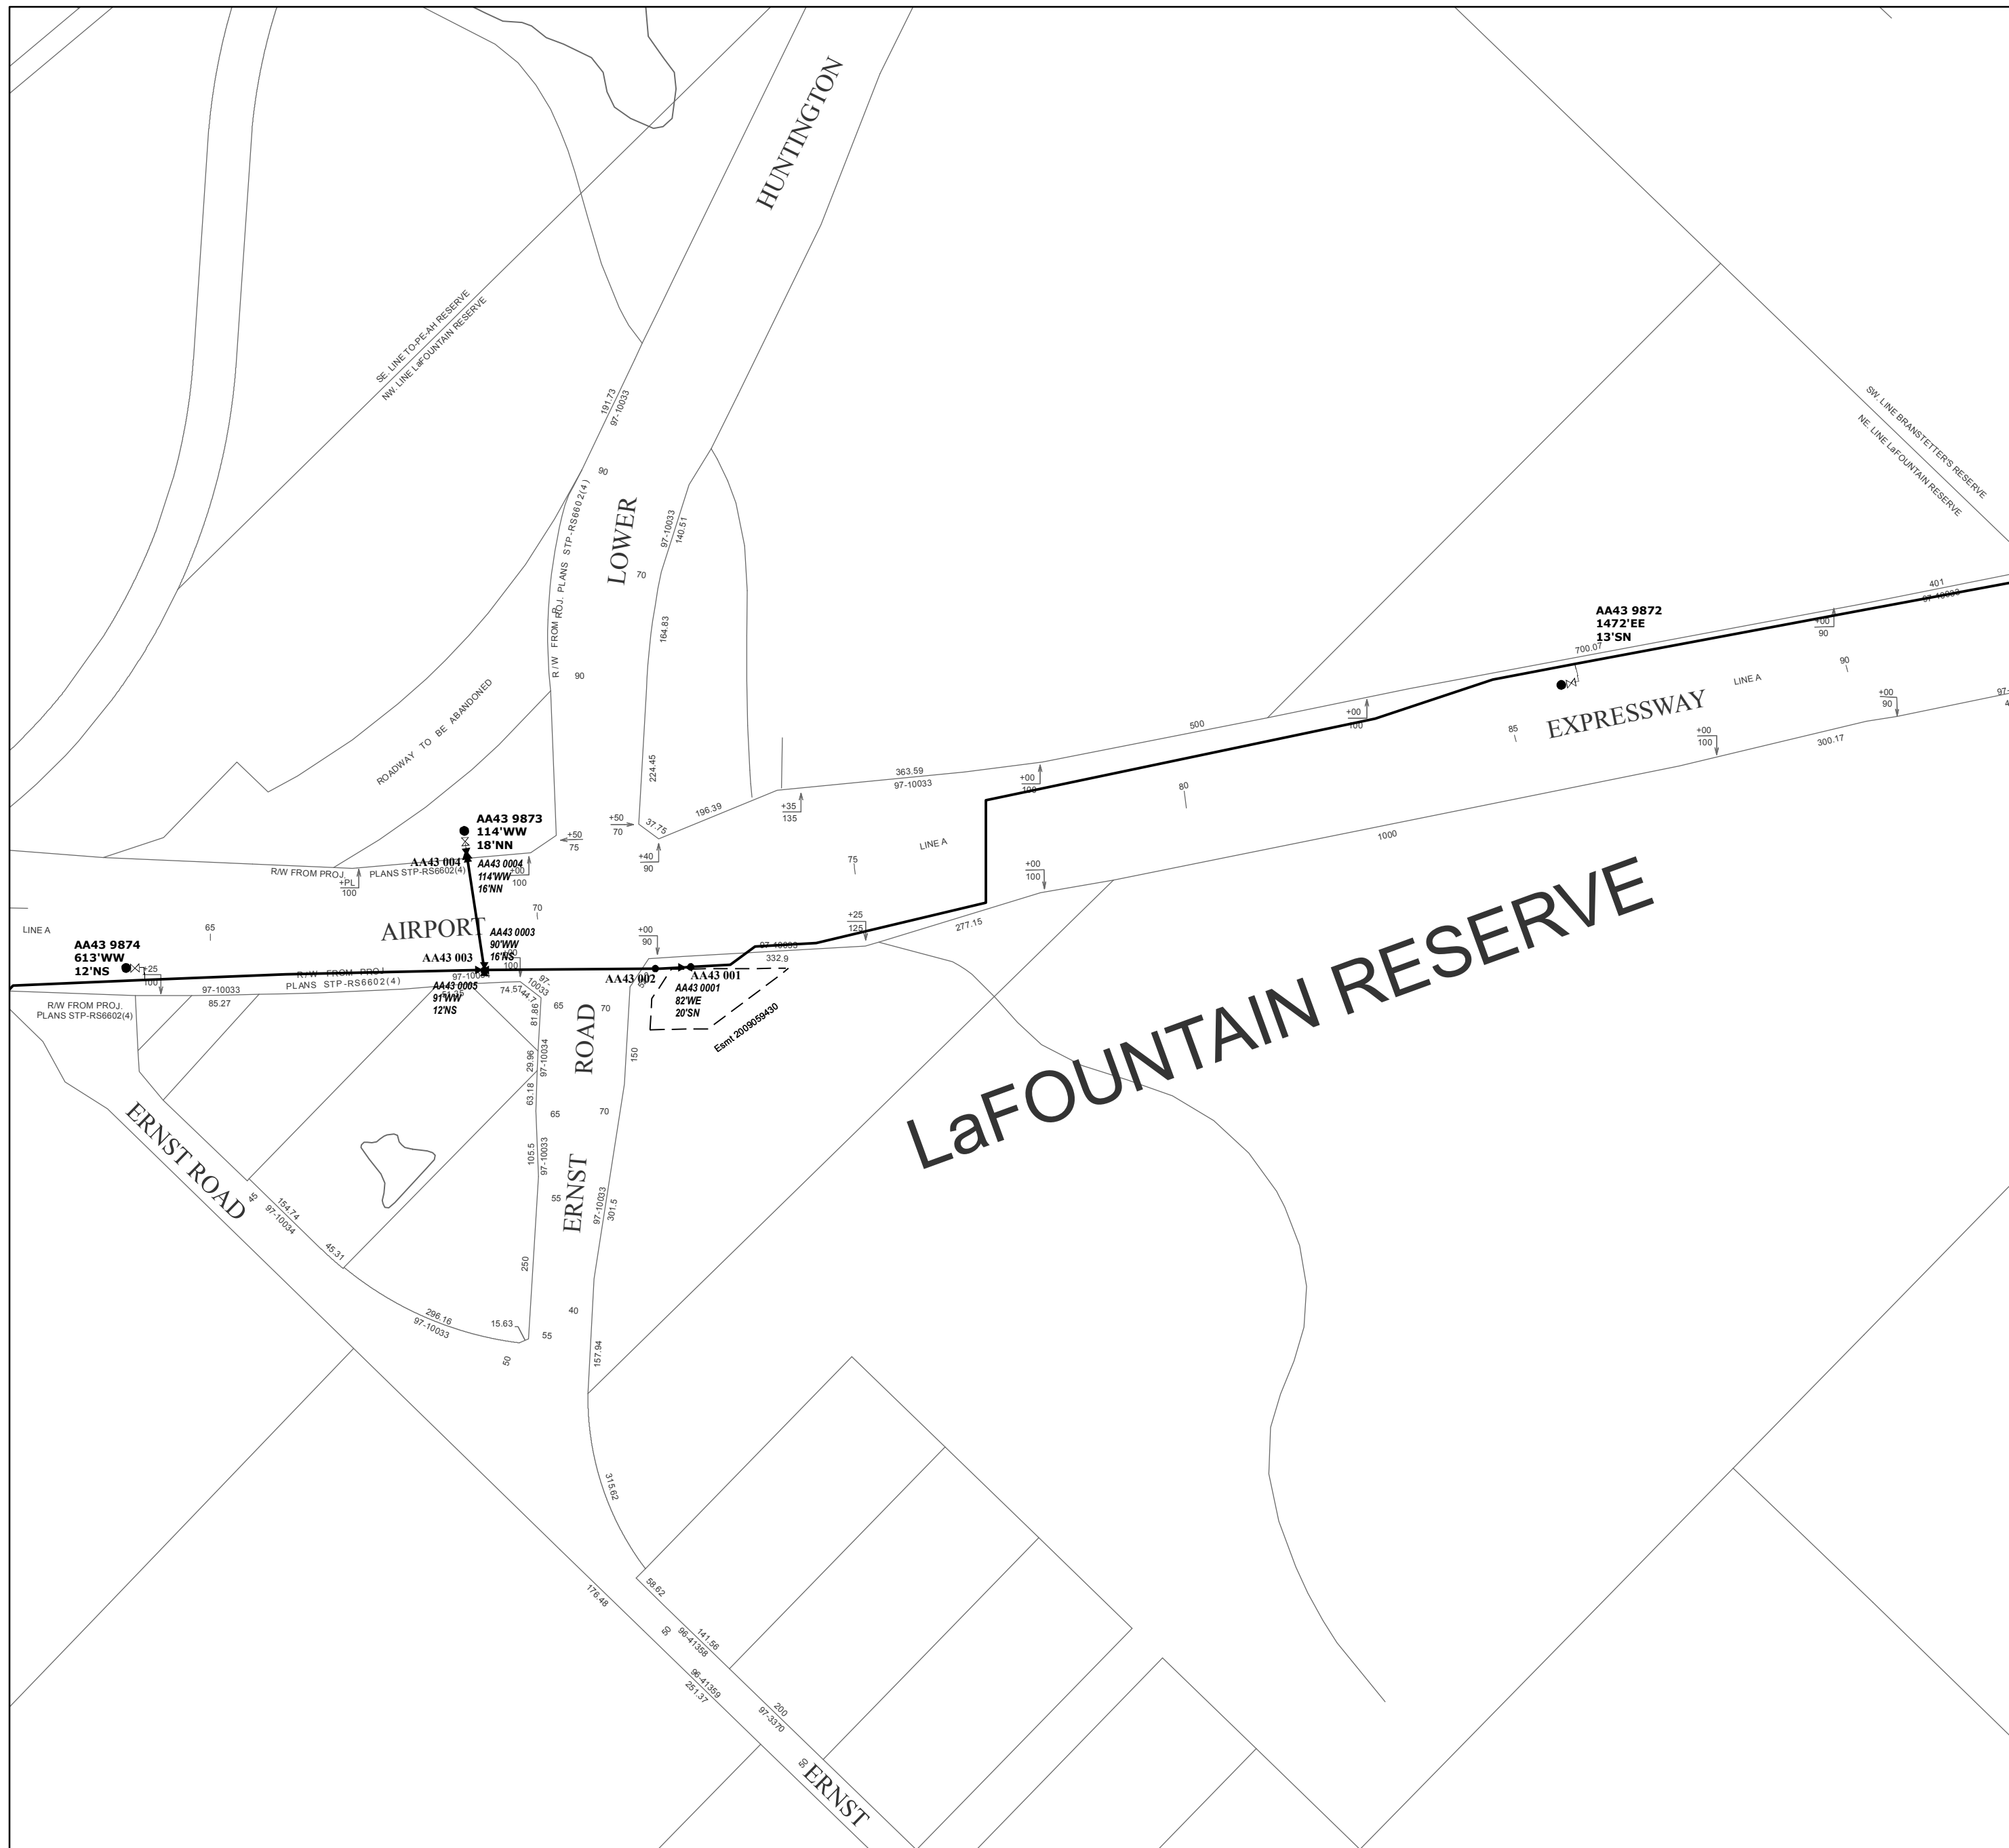 HUNTINGTON
SE. LINE TO-PE-AH RESERVE
NW. LINE LaFOUNTAIN RESERVE
191.73
97-10033
90
R/W FROM PROJ. PLANS STP-RS6602(4)
LOWER
70
97-10033
140.51
164.83
90
224.45
ROADWAY TO BE ABANDONED
SW. LINE BRANSTETTER'S RESERVE
NE. LINE LaFOUNTAIN RESERVE
401
97-10033
AA43 9872
1472'EE
13'SN
700.07
+00
90
90
LINE A
EXPRESSWAY
+00
90
97-
4
85
+00
100
300.17
500
+00
100
80
363.59
97-10033
+00
100
+35
135
196.39
37.75
+50
70
+50
75
+40
90
LINE A
75
1000
+00
100
277.15
+25
125
AA43 9873
114'WW
18'NN
AA43 004
AA43 0004
114'WW
16'NN
+00
100
R/W FROM PROJ.
PLANS STP-RS6602(4)
+PL
100
LINE A
65
AIRPORT
70
AA43 9874
613'WW
12'NS
+25
100
AA43 003
AA43 0003
90'WW
16'NS
100
+00
90
97-10033
332.9
AA43 002
AA43 001
AA43 0001
82'WE
20'SN
Esmt 2009059430
R/W FROM PROJ.
PLANS STP-RS6602(4)
97-10033
85.27
R/W FROM PROJ.
PLANS STP-RS6602(4)
AA43 0005
91'WW
12'NS
74.57
44.7
97-
10033
81.86
65
70
ROAD
150
29.96
97-10034
63.18
65
70
105.5
97-10033
55
ERNST
97-10033
301.5
250
40
15.63
55
50
157.94
ERNST ROAD
45
154.74
97-10034
45.31
296.16
97-10033
LaFOUNTAIN RESERVE
315.62
58.62
176.48
50
141.56
96-41358
96-41359
251.37
200
97-3370
50
ERNST